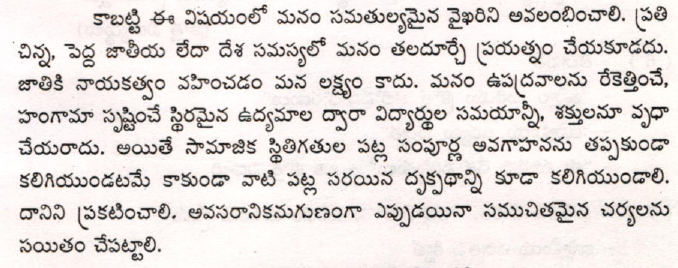 కాబట్టి ఈ విషయంలో మనం సమతుల్యమైన వైఖరిని అవలంబించాలి. ప్రతి
చిన్న, పెద్ద జాతీయ లేదా దేశ సమస్యలో మనం తలదూర్చే ప్రయత్నం చేయకూడదు.
జాతికి నాయకత్వం వహించడం మన లక్ష్యం కాదు. మనం ఉపద్రవాలను రేకెత్తించే,
హంగామా సృష్టించే స్థిరమైన ఉద్యమాల ద్వారా విద్యార్థుల సమయాన్నీ, శక్తులనూ వృధా
చేయరాదు. అయితే సామాజిక స్థితిగతుల పట్ల సంపూర్ణ అవగాహనను తప్పకుండా
కలిగియుండటమే కాకుండా వాటి పట్ల సరయిన దృక్పథాన్ని కూడా కలిగియుండాలి.
దానిని ప్రకటించాలి. అవసరానికనుగుణంగా ఎప్పుడయినా సముచితమైన చర్యలను
సయితం చేపట్టాలి.